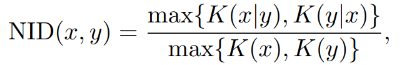 NID(x, y) = max{K(x|y), K(y|x)} / max{K(x), K(y)},